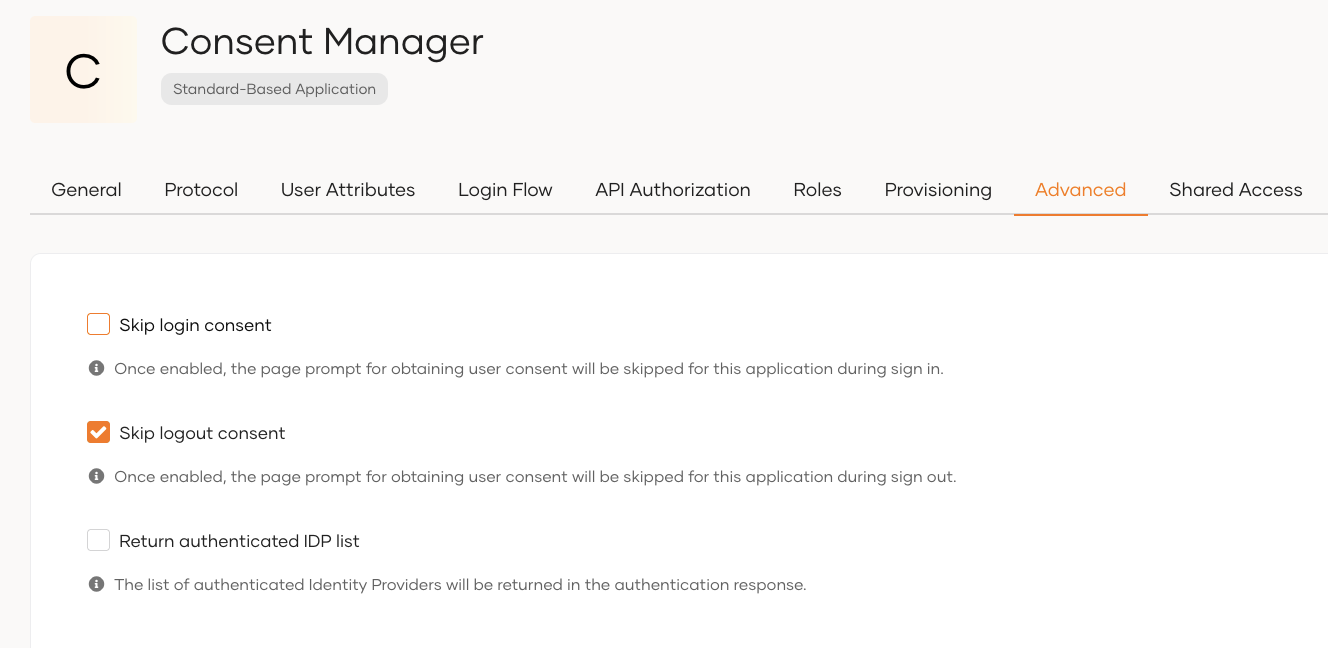 C
Consent Manager
Standard-Based Application
General Protocol User Attributes Login Flow API Authorization Roles Provisioning Advanced Shared Access
Skip login consent
Once enabled, the page prompt for obtaining user consent will be skipped for this application during sign in.
Skip logout consent
Once enabled, the page prompt for obtaining user consent will be skipped for this application during sign out.
Return authenticated IDP list
The list of authenticated Identity Providers will be returned in the authentication response.